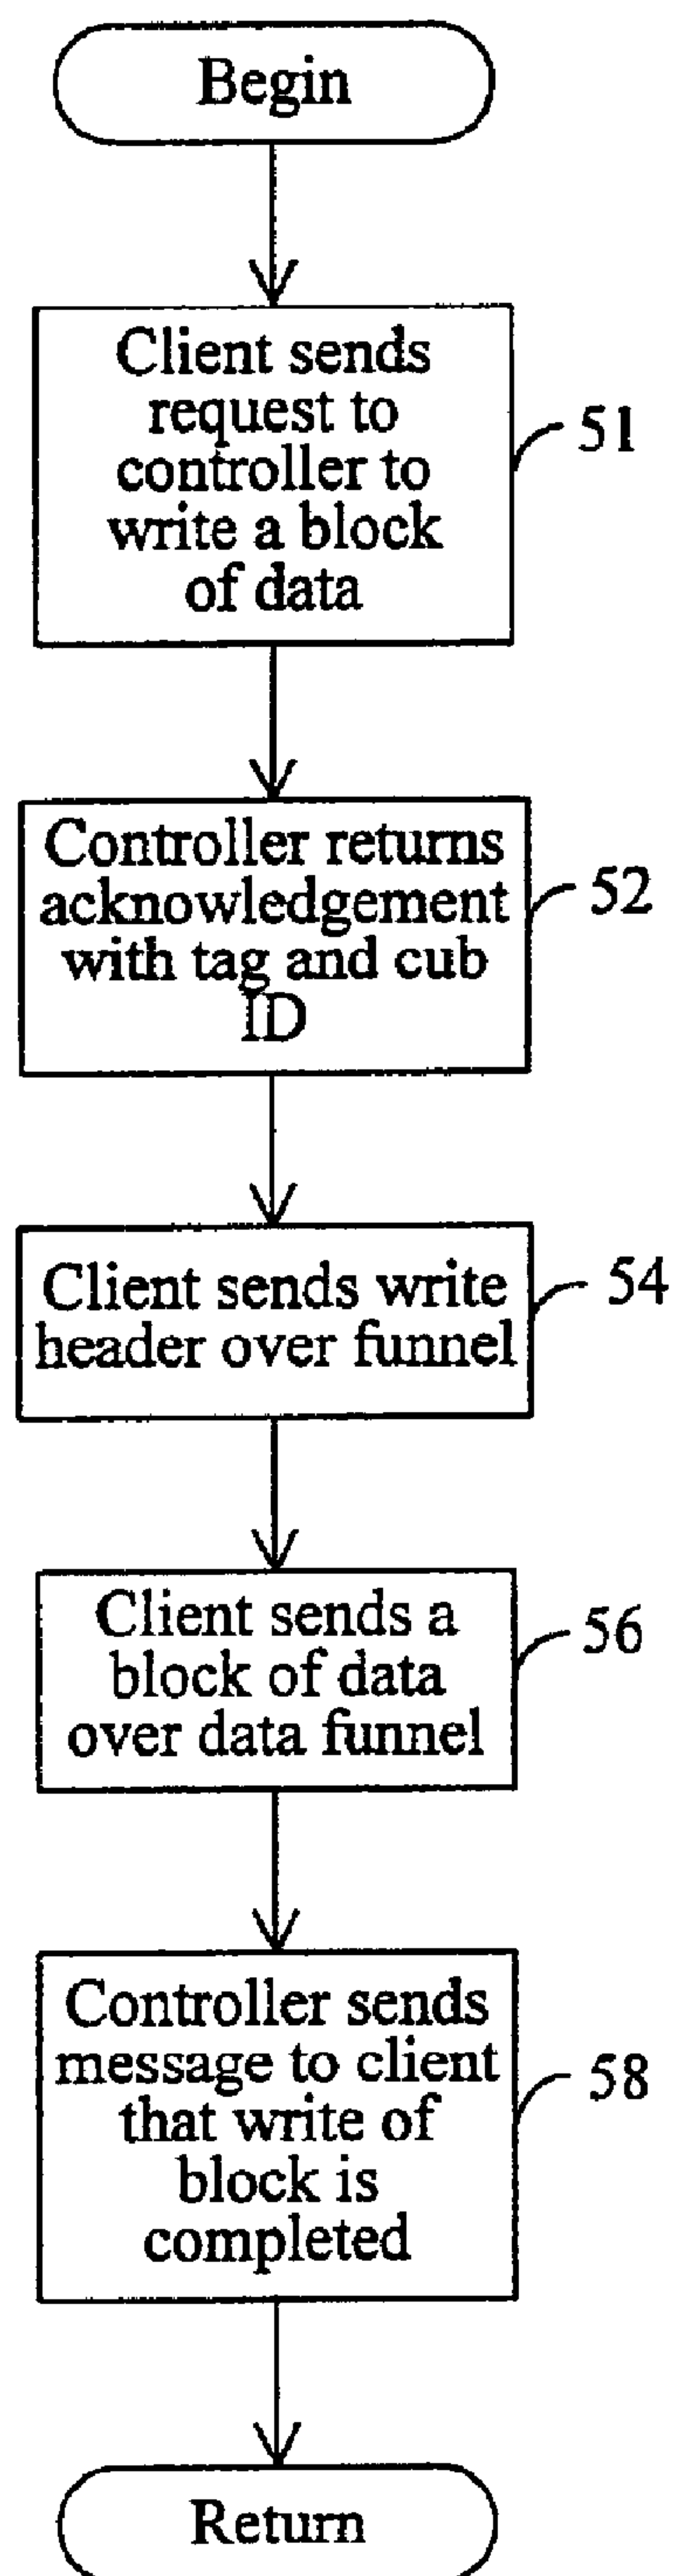 Begin
Client sends
request to
controller to
write a block
of data
51
Controller returns
acknowledgement
with tag and cub
ID
52
Client sends write
header over funnel
54
Client sends a
block of data
over data funnel
56
Controller sends
message to client
that write of
block is
completed
58
Return